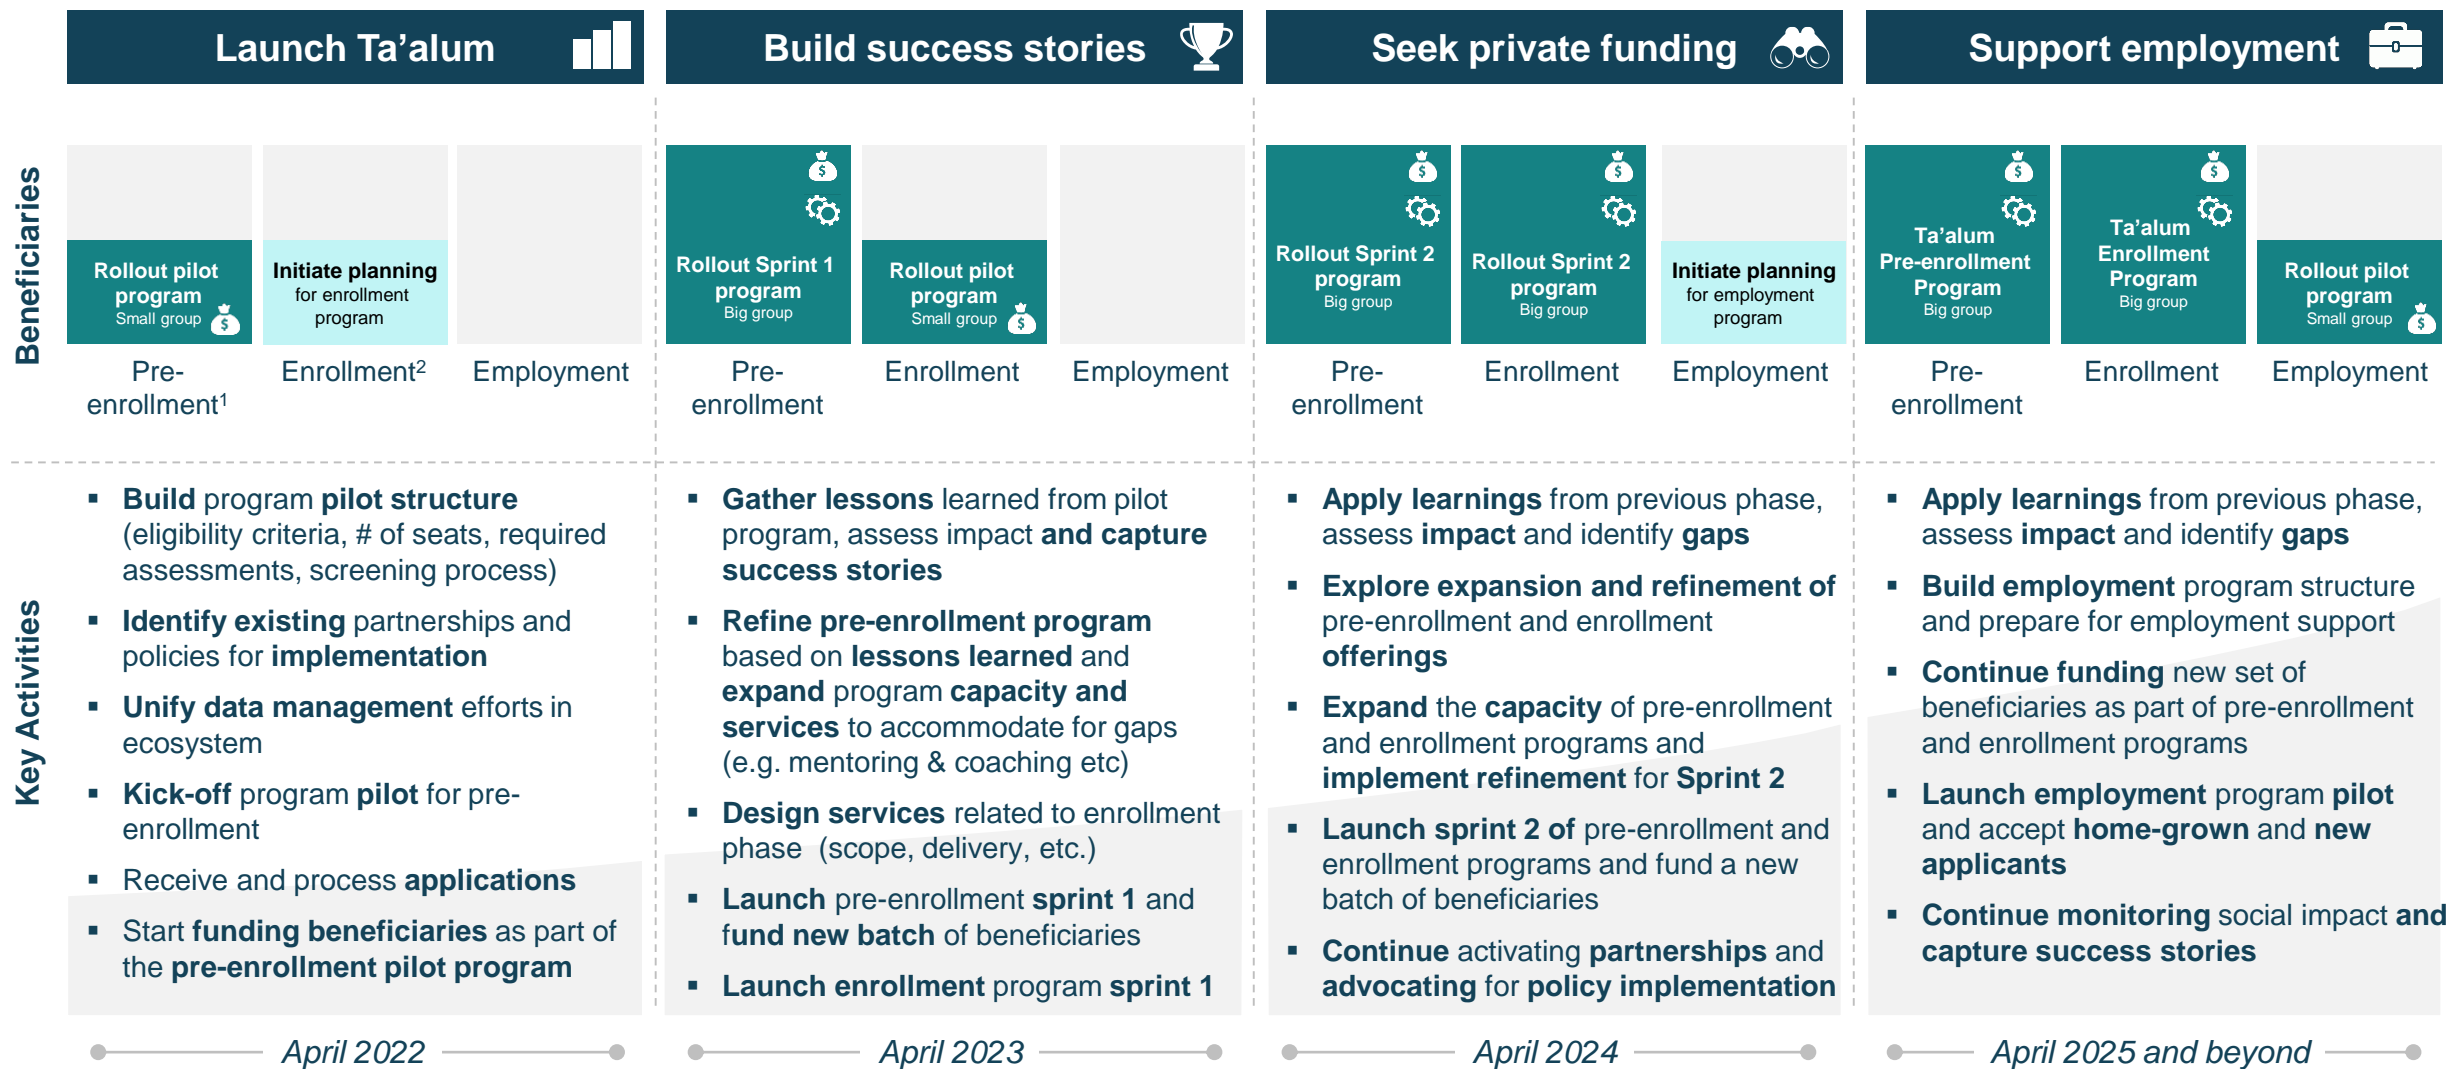 Launch Ta’alum
Build success stories
Seek private funding
Support employment
Beneficiaries
Rollout pilot
program
Small group
$
Initiate planning
for enrollment
program
Pre-
enrollment1
Enrollment2
Employment
$
Rollout Sprint 1
program
Big group
Rollout pilot
program
Small group
$
Pre-
enrollment
Enrollment
Employment
$
Rollout Sprint 2
program
Big group
$
Rollout Sprint 2
program
Big group
Initiate planning
for employment
program
Pre-
enrollment
Enrollment
Employment
$
Ta’alum
Pre-enrollment
Program
Big group
$
Ta’alum
Enrollment
Program
Big group
Rollout pilot
program
Small group
$
Pre-
enrollment
Enrollment
Employment
Key Activities
▪ Build program pilot structure
(eligibility criteria, # of seats, required
assessments, screening process)
▪ Identify existing partnerships and
policies for implementation
▪ Unify data management efforts in
ecosystem
▪ Kick-off program pilot for pre-
enrollment
▪ Receive and process applications
▪ Start funding beneficiaries as part of
the pre-enrollment pilot program
▪ Gather lessons learned from pilot
program, assess impact and capture
success stories
▪ Refine pre-enrollment program
based on lessons learned and
expand program capacity and
services to accommodate for gaps
(e.g. mentoring & coaching etc)
▪ Design services related to enrollment
phase  (scope, delivery, etc.)
▪ Launch pre-enrollment sprint 1 and
fund new batch of beneficiaries
▪ Launch enrollment program sprint 1
▪ Apply learnings from previous phase,
assess impact and identify gaps
▪ Explore expansion and refinement of
pre-enrollment and enrollment
offerings
▪ Expand the capacity of pre-enrollment
and enrollment programs and
implement refinement for Sprint 2
▪ Launch sprint 2 of pre-enrollment and
enrollment programs and fund a new
batch of beneficiaries
▪ Continue activating partnerships and
advocating for policy implementation
▪ Apply learnings from previous phase,
assess impact and identify gaps
▪ Build employment program structure
and prepare for employment support
▪ Continue funding new set of
beneficiaries as part of pre-enrollment
and enrollment programs
▪ Launch employment program pilot
and accept home-grown and new
applicants
▪ Continue monitoring social impact and
capture success stories
April 2022
April 2023
April 2024
April 2025 and beyond